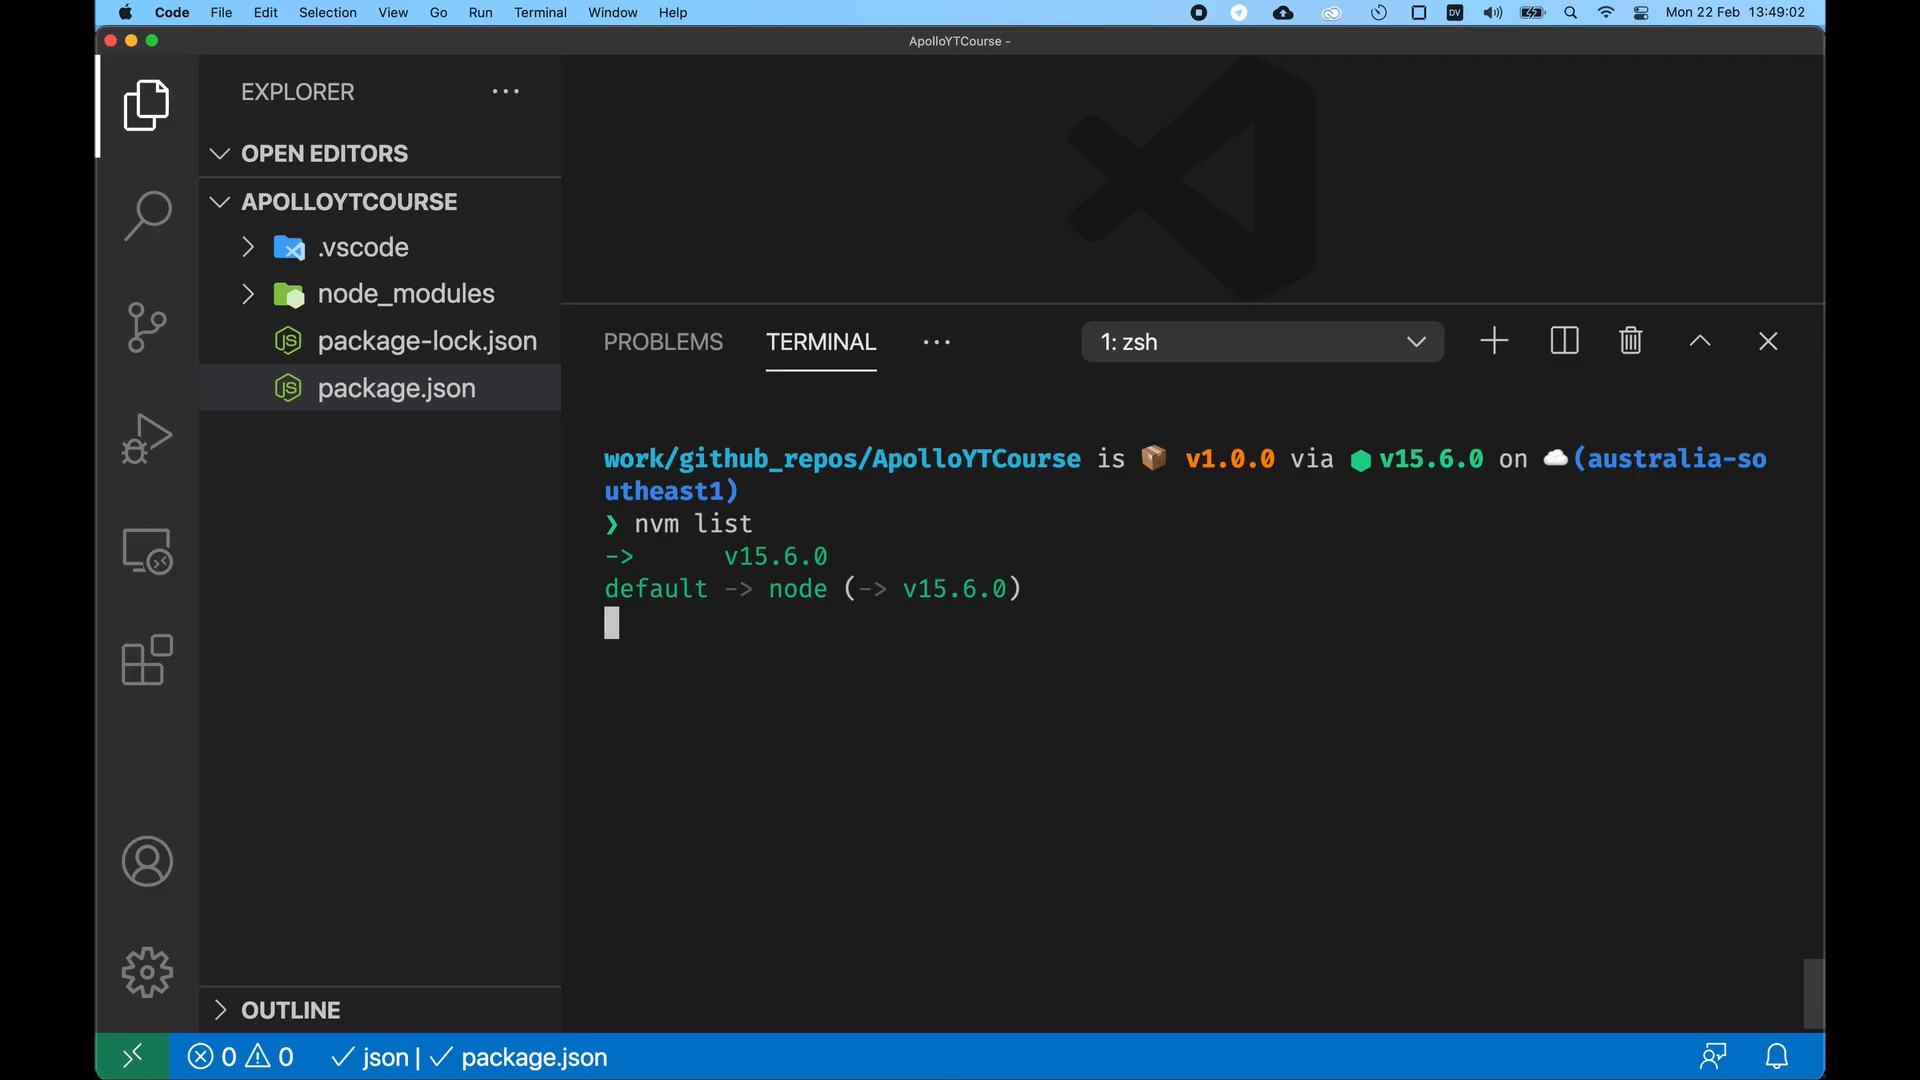 Code File Edit Selection View Go Run Terminal Window Help
DV
Mon 22 Feb 13:49:02
ApolloYTCourse -
EXPLORER
OPEN EDITORS
APOLLOYTCOURSE
.vscode
node_modules
package-lock.json
package.json
OUTLINE
PROBLEMS TERMINAL
1: zsh
work/github_repos/ApolloYTCourse is 📦 v1.0.0 via ⬢ v15.6.0 on ☁️ (australia-so
utheast1)
❯ nvm list
-> v15.6.0
default -> node (-> v15.6.0)
0 0 ✓ json | ✓ package.json